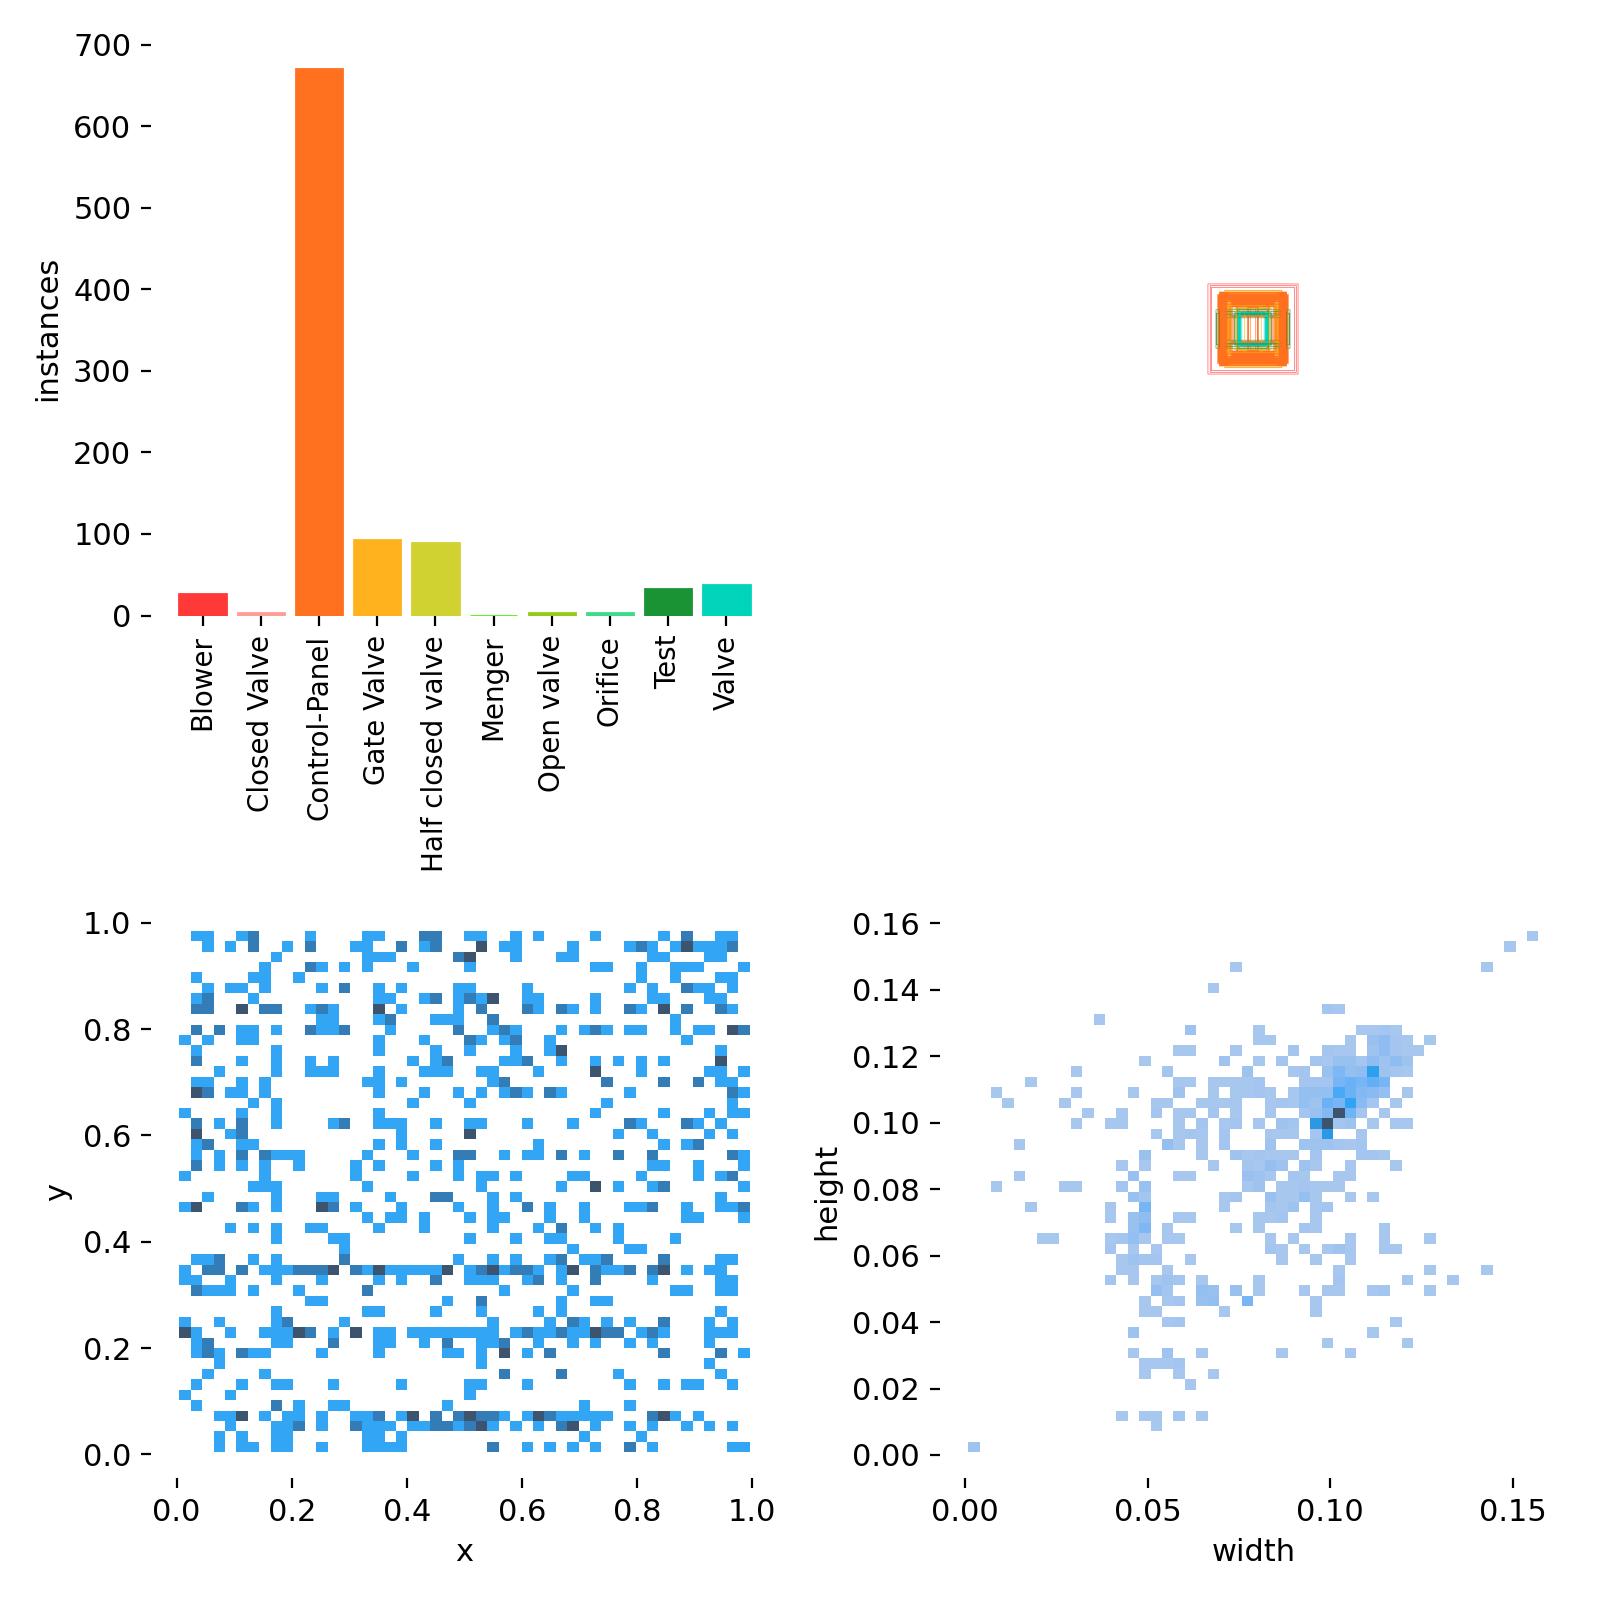 700
600
500
400
300
200
100
0
instances
Blower
Closed Valve
Control-Panel
Gate Valve
Half closed valve
Menger
Open valve
Orifice
Test
Valve
1.0
0.8
0.6
0.4
0.2
0.0
y
0.0 0.2 0.4 0.6 0.8 1.0
x
0.16
0.14
0.12
0.10
0.08
0.06
0.04
0.02
0.00
height
0.00 0.05 0.10 0.15
width